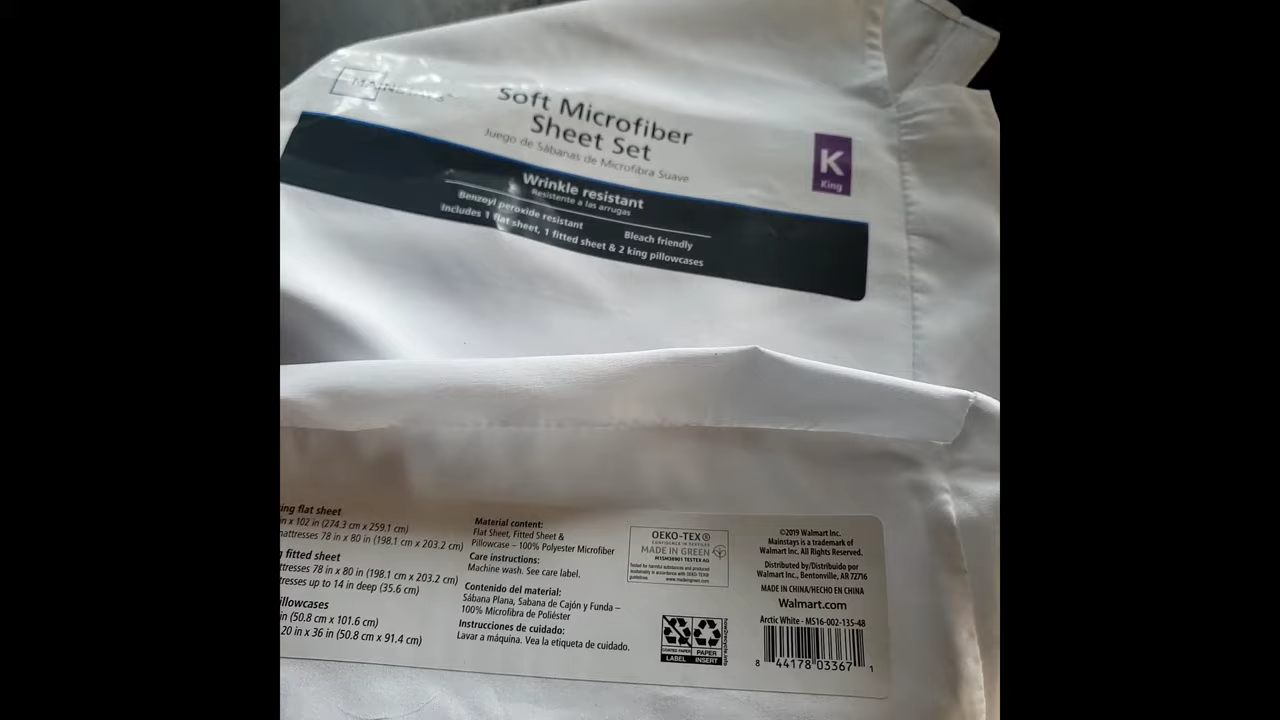 MAINSTAYS™
Soft Microfiber
Sheet Set
Juego de Sábanas de Microfibra Suave
K
King
Wrinkle resistant
Resistente a las arrugas
Benzoyl peroxide resistant Bleach friendly
Includes 1 flat sheet, 1 fitted sheet & 2 king pillowcases
flat sheet
in x 102 in (274.3 cm x 259.1 cm)
78 in x 80 in (198.1 cm x 203.2 cm)
fitted sheet
78 in x 80 in (198.1 cm x 203.2 cm)
up to 14 in deep (35.6 cm)
in (50.8 cm x 101.6 cm)
20 in x 36 in (50.8 cm x 91.4 cm)
Material content:
Flat Sheet, Fitted Sheet &
Pillowcase – 100% Polyester Microfiber
Care instructions:
Machine wash. See care label.
Contenido del material:
Sábana Plana, Sabana de Cajón y Funda –
100% Microfibra de Poliéster
Instrucciones de cuidado:
Lavar a máquina. Vea la etiqueta de cuidado.
OEKO-TEX®
CONFIDENCE IN TEXTILES
MADE IN GREEN
Tested for harmful substances and produced
sustainably in accordance with OEKO-TEX®
guidelines. www.madeingreen.com
how2recycle.info
COATED PAPER PAPER
LABEL INSERT
©2019 Walmart Inc.
Mainstays is a trademark of
Walmart Inc. All Rights Reserved.
Distributed by/Distribuido por
Walmart Inc., Bentonville, AR 72716
MADE IN CHINA/HECHO EN CHINA
Walmart.com
Arctic White - MS16-002-135-48
8 44178 03367 1